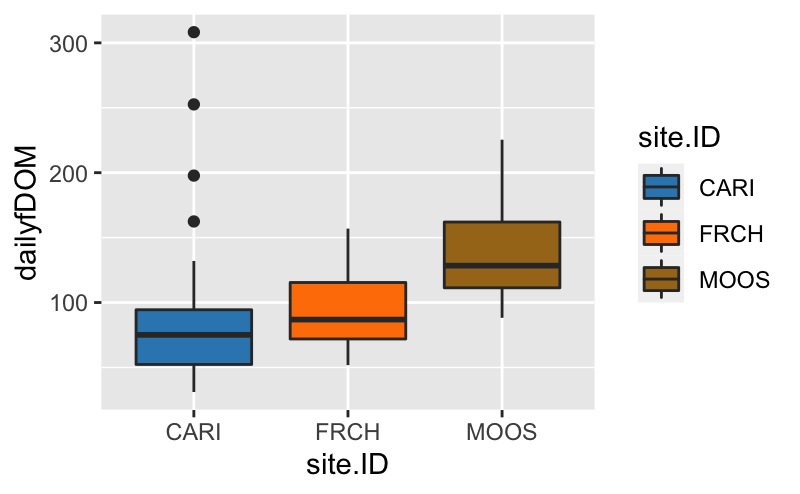 300
200
100
dailyfDOM
CARI
FRCH
MOOS
site.ID
site.ID
CARI
FRCH
MOOS